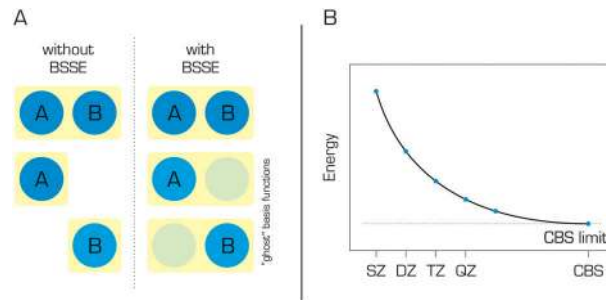 A
without
BSSE
with
BSSE
A B
A B
A
A
B
B
"ghost" basis functions
B
Energy
CBS limit
SZ DZ TZ QZ CBS